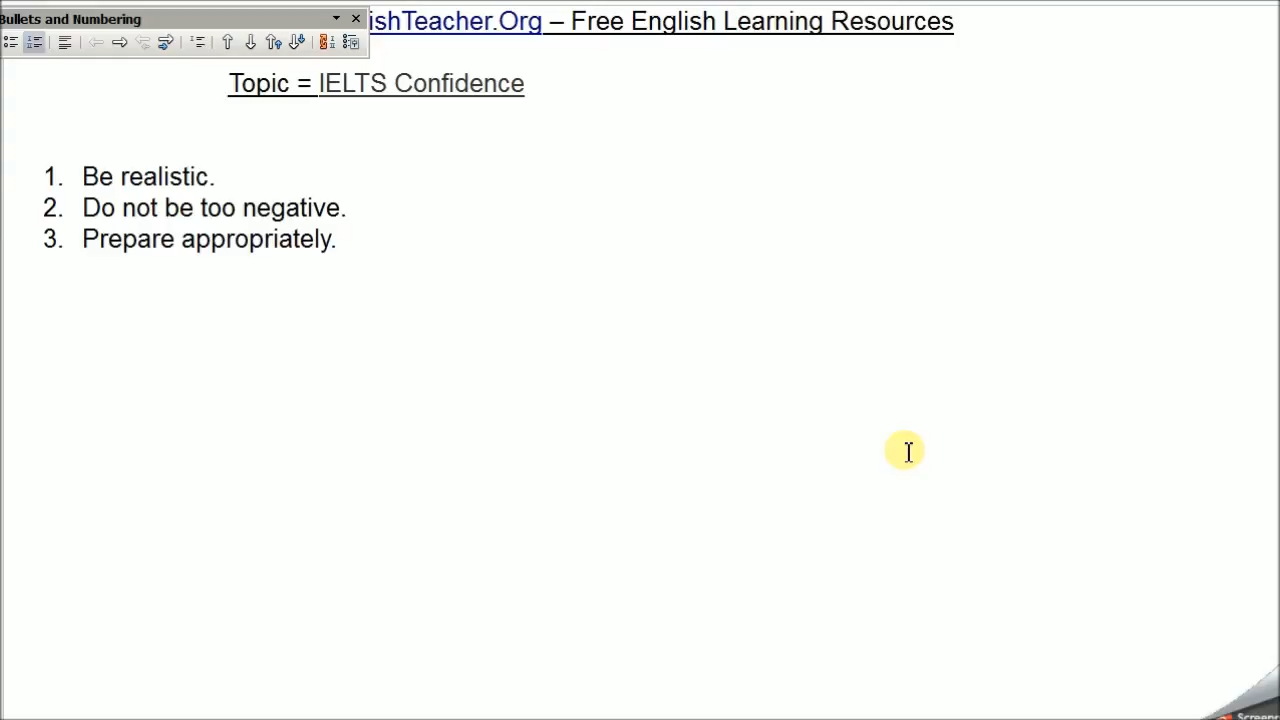 Bullets and Numbering
ishTeacher.Org – Free English Learning Resources
Topic = IELTS Confidence
1. Be realistic.
2. Do not be too negative.
3. Prepare appropriately.